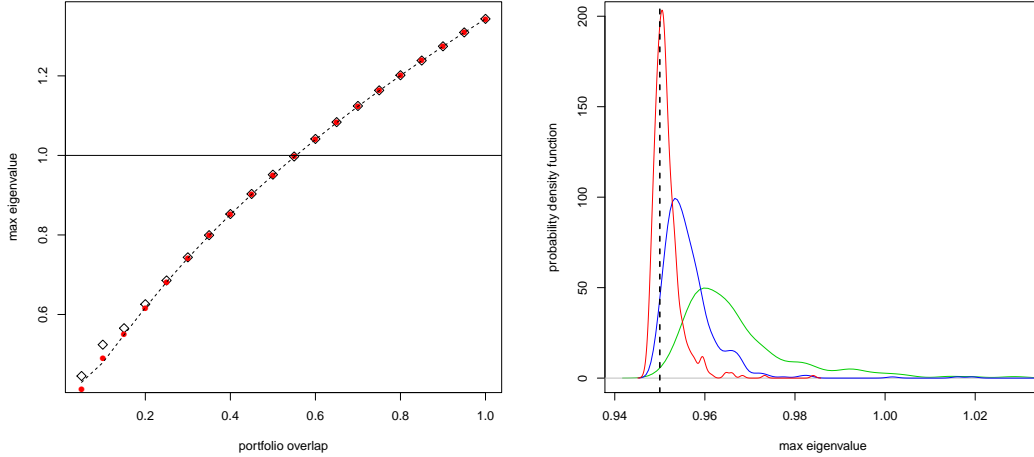 max eigenvalue
1.2
1.0
0.8
0.6
0.2 0.4 0.6 0.8 1.0
portfolio overlap
probability density function
200
150
100
50
0
0.94 0.96 0.98 1.00 1.02
max eigenvalue